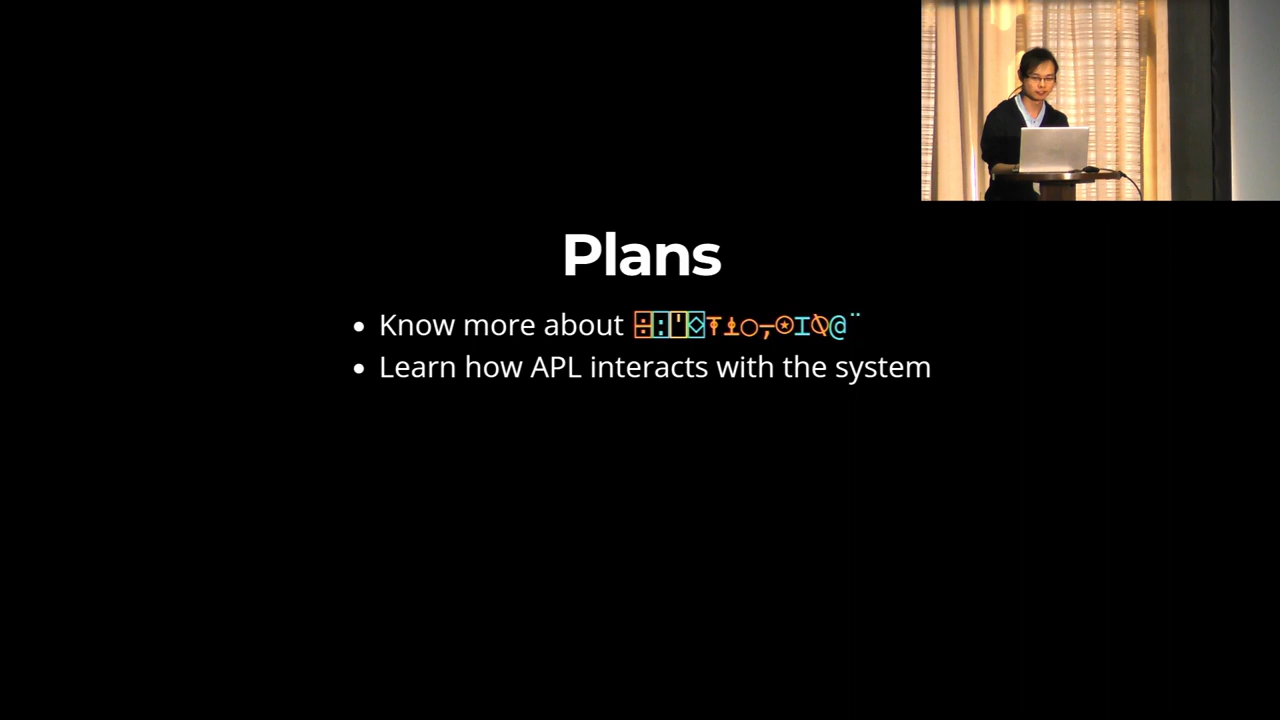 Plans
• Know more about ⌹⍠⍞⌺⍕⍎○⍪⍟⌶⍉@¨
• Learn how APL interacts with the system